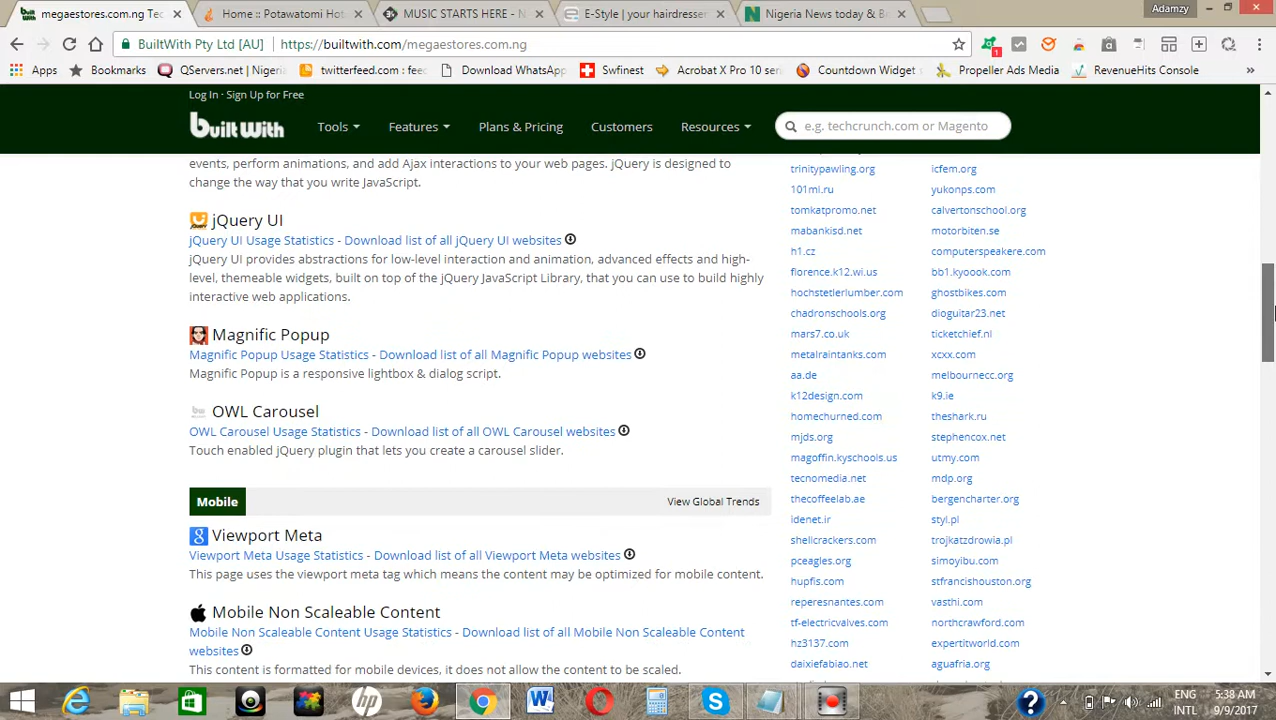 megaestores.com.ng Tec
Home :: Potawatomi Hot
MUSIC STARTS HERE - N
E-Style | your hairdresser
Nigeria News today & B
Adamzy
BuiltWith Pty Ltd [AU] https://builtwith.com/megaestores.com.ng
1
Apps Bookmarks QServers.net | Nigeria twitterfeed.com : feed Download WhatsApp Swfinest Acrobat X Pro 10 seri Countdown Widget Propeller Ads Media RevenueHits Console »
Log In · Sign Up for Free
built with Tools Features Plans & Pricing Customers Resources e.g. techcrunch.com or Magento
events, perform animations, and add Ajax interactions to your web pages. jQuery is designed to
change the way that you write JavaScript.
jQuery UI
jQuery UI Usage Statistics - Download list of all jQuery UI websites
jQuery UI provides abstractions for low-level interaction and animation, advanced effects and high-
level, themeable widgets, built on top of the jQuery JavaScript Library, that you can use to build highly
interactive web applications.
Magnific Popup
Magnific Popup Usage Statistics - Download list of all Magnific Popup websites
Magnific Popup is a responsive lightbox & dialog script.
OWL Carousel
OWL Carousel Usage Statistics - Download list of all OWL Carousel websites
Touch enabled jQuery plugin that lets you create a carousel slider.
Mobile View Global Trends
Viewport Meta
Viewport Meta Usage Statistics - Download list of all Viewport Meta websites
This page uses the viewport meta tag which means the content may be optimized for mobile content.
Mobile Non Scaleable Content
Mobile Non Scaleable Content Usage Statistics - Download list of all Mobile Non Scaleable Content
websites
This content is formatted for mobile devices, it does not allow the content to be scaled.
trinitypawling.org icfem.org
101ml.ru yukonps.com
tomkatpromo.net calvertonschool.org
mabankisd.net motorbiten.se
h1.cz computerspeakere.com
florence.k12.wi.us bb1.kyoook.com
hochstetlerlumber.com ghostbikes.com
chadronschools.org dioguitar23.net
mars7.co.uk ticketchief.nl
metalraintanks.com xcxx.com
aa.de melbournecc.org
k12design.com k9.ie
homechurned.com theshark.ru
mjds.org stephencox.net
magoffin.kyschools.us utmy.com
tecnomedia.net mdp.org
thecoffeelab.ae bergencharter.org
idenet.ir styl.pl
shellcrackers.com trojkatzdrowia.pl
pceagles.org simoyibu.com
hupfis.com stfrancishouston.org
reperesnantes.com vasthi.com
tf-electricvalves.com northcrawford.com
hz3137.com expertitworld.com
daixiefabiao.net aguafria.org
ENG 5:38 AM
INTL 9/9/2017